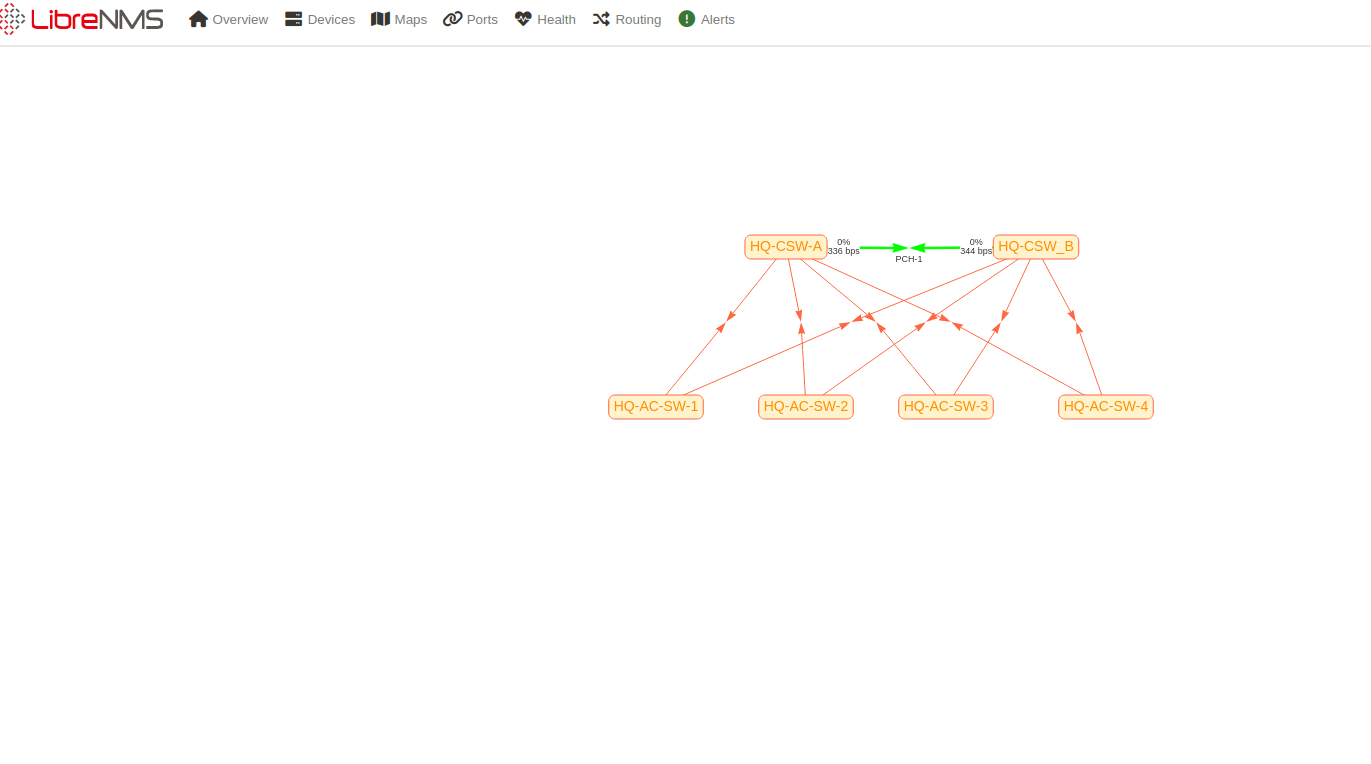 LibreNMS Overview Devices Maps Ports Health Routing Alerts
HQ-CSW-A 0% 0% HQ-CSW_B
336 bps 344 bps
PCH-1
HQ-AC-SW-1 HQ-AC-SW-2 HQ-AC-SW-3 HQ-AC-SW-4